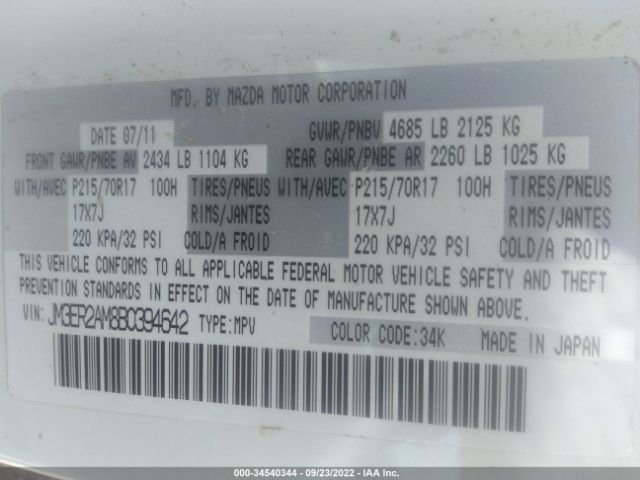 MFD. BY MAZDA MOTOR CORPORATION
DATE 07/11 GVWR/PNBV 4685 LB 2125 KG
FRONT GAWR/PNBE AV 2434 LB 1104 KG REAR GAWR/PNBE AR 2260 LB 1025 KG
WITH/AVEC P215/70R17 100H TIRES/PNEUS WITH/AVEC P215/70R17 100H TIRES/PNEUS
17X7J RIMS/JANTES 17X7J RIMS/JANTES
220 KPA/32 PSI COLD/A FROID 220 KPA/32 PSI COLD/A FROID
THIS VEHICLE CONFORMS TO ALL APPLICABLE FEDERAL MOTOR VEHICLE SAFETY AND THEFT
PREVENTION STANDARDS IN EFFECT ON THE DATE OF MANUFACTURE SHOWN ABOVE.
VIN: JM3ER2AM8B0394642 TYPE:MPV COLOR CODE:34K MADE IN JAPAN
000-34540344 - 09/23/2022 - IAA Inc.